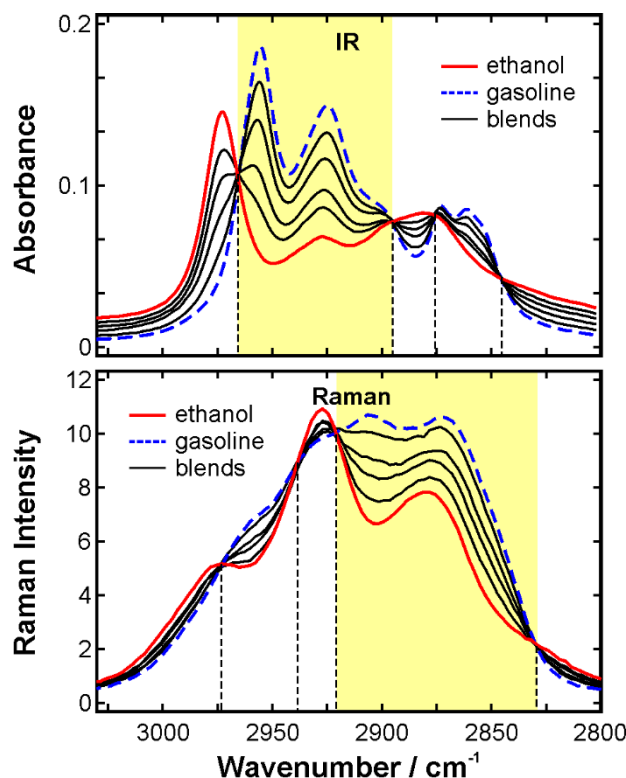 0.2
IR
ethanol
gasoline
blends
0.1
Absorbance
0
12
Raman
10
ethanol
gasoline
blends
8
6
Raman Intensity
4
2
0
3000 2950 2900 2850 2800
Wavenumber / cm-1